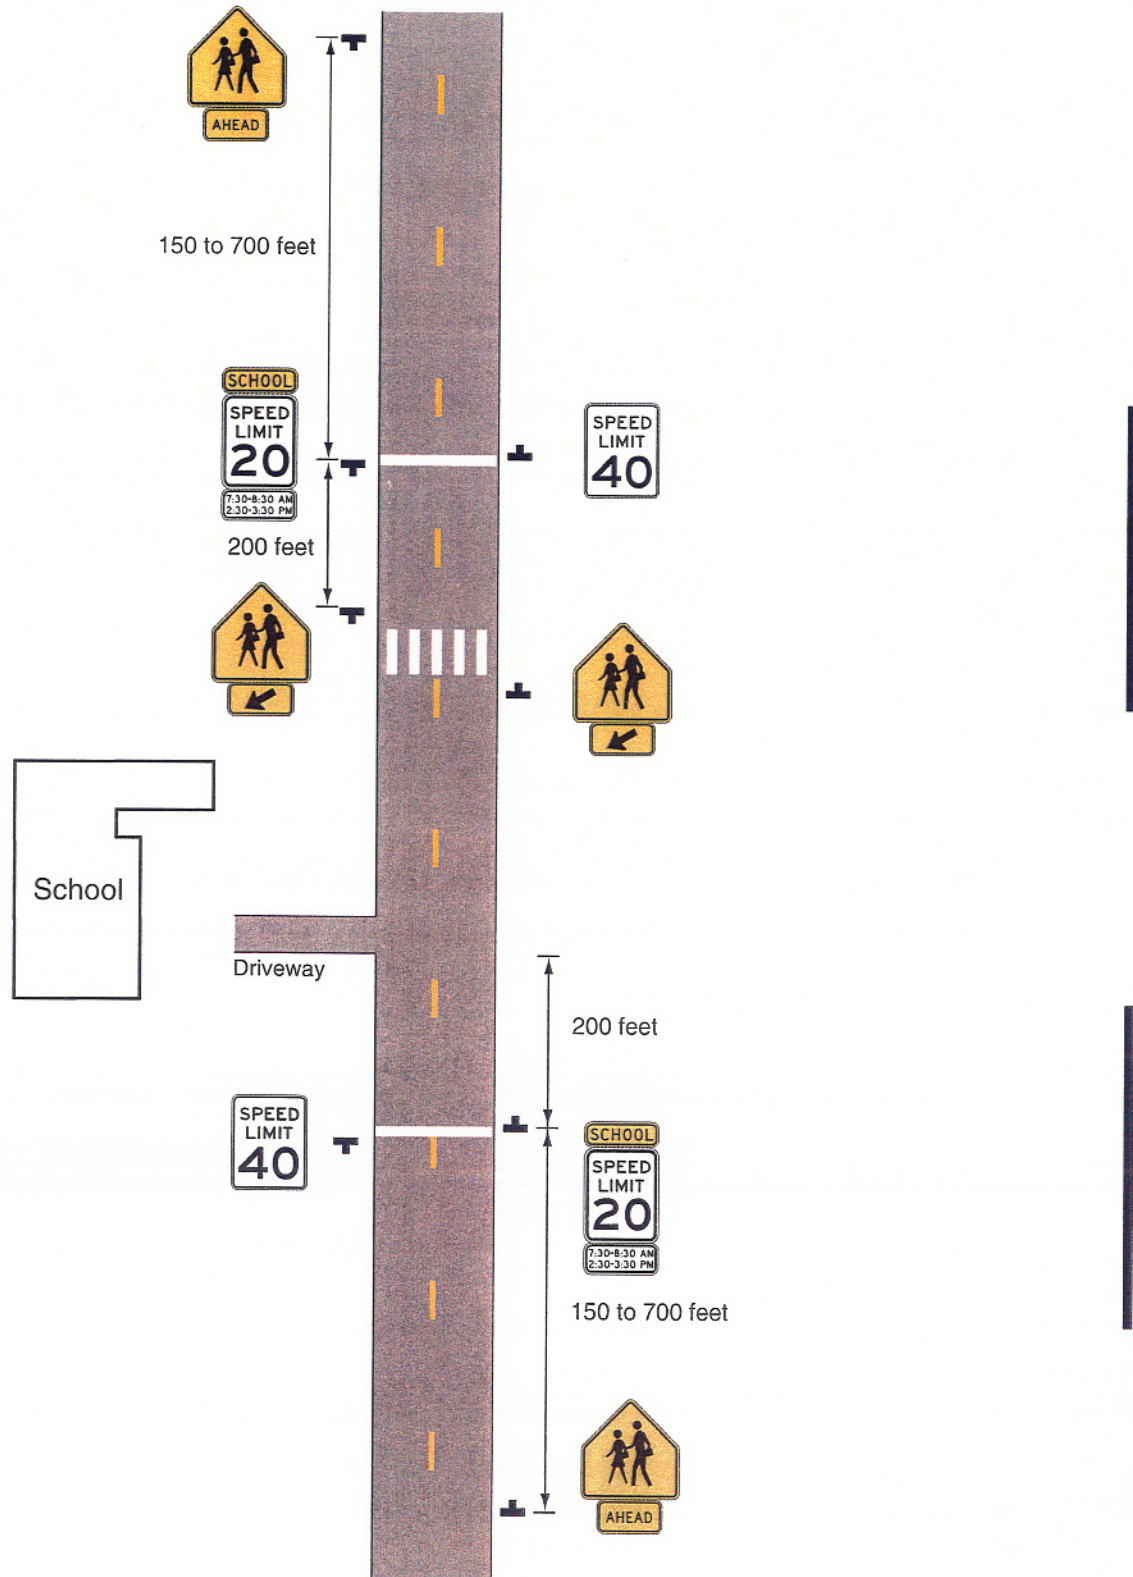 AHEAD
150 to 700 feet
SCHOOL
SPEED
LIMIT
20
7:30-8:30 AM
2:30-3:30 PM
SPEED
LIMIT
40
200 feet
School
Driveway
200 feet
SPEED
LIMIT
40
SCHOOL
SPEED
LIMIT
20
7:30-8:30 AM
2:30-3:30 PM
150 to 700 feet
AHEAD